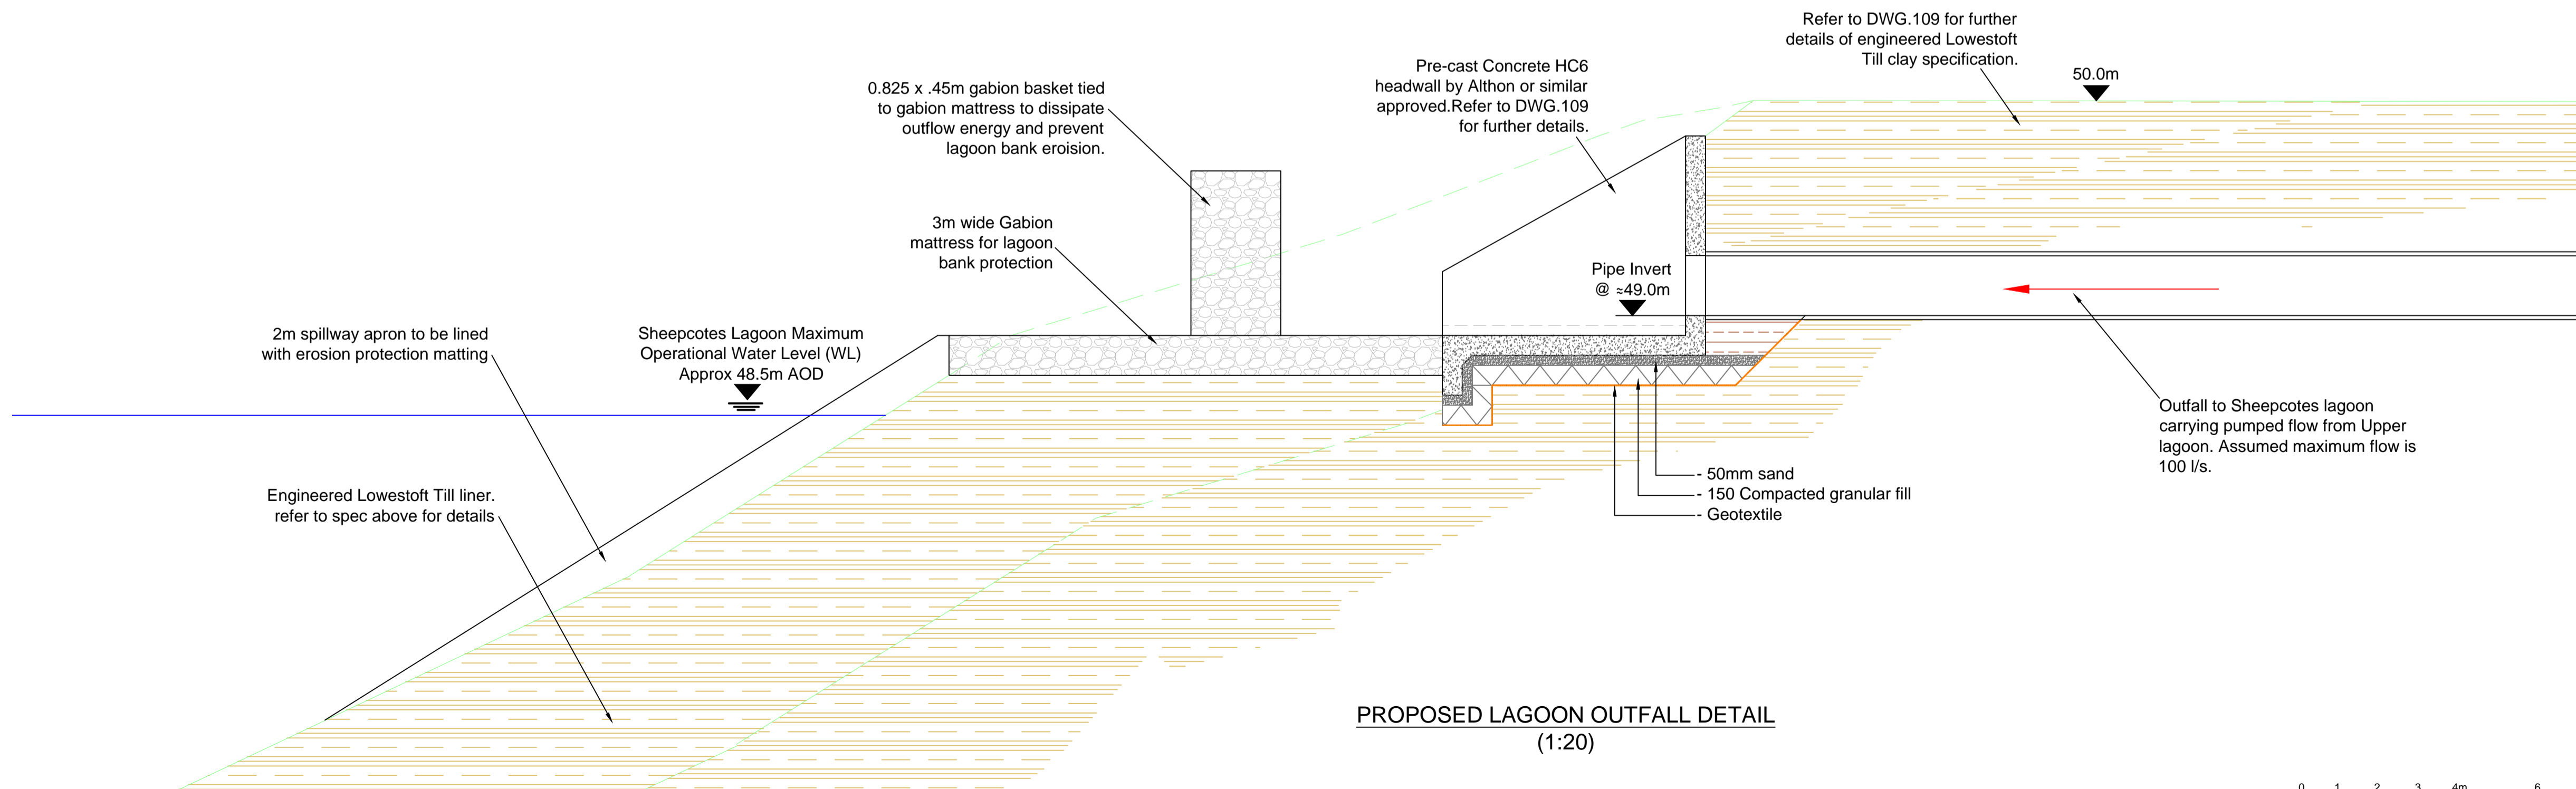 Refer to DWG.109 for further
details of engineered Lowestoft
Till clay specification.
50.0m
Pre-cast Concrete HC6
headwall by Althon or similar
approved.Refer to DWG.109
for further details.
0.825 x .45m gabion basket tied
to gabion mattress to dissipate
outflow energy and prevent
lagoon bank eroision.
3m wide Gabion
mattress for lagoon
bank protection
Pipe Invert
@ ≈49.0m
2m spillway apron to be lined
with erosion protection matting
Sheepcotes Lagoon Maximum
Operational Water Level (WL)
Approx 48.5m AOD
Outfall to Sheepcotes lagoon
carrying pumped flow from Upper
lagoon. Assumed maximum flow is
100 l/s.
- 50mm sand
- 150 Compacted granular fill
- Geotextile
Engineered Lowestoft Till liner.
refer to spec above for details
PROPOSED LAGOON OUTFALL DETAIL
(1:20)
0 1 2 3 4m 6